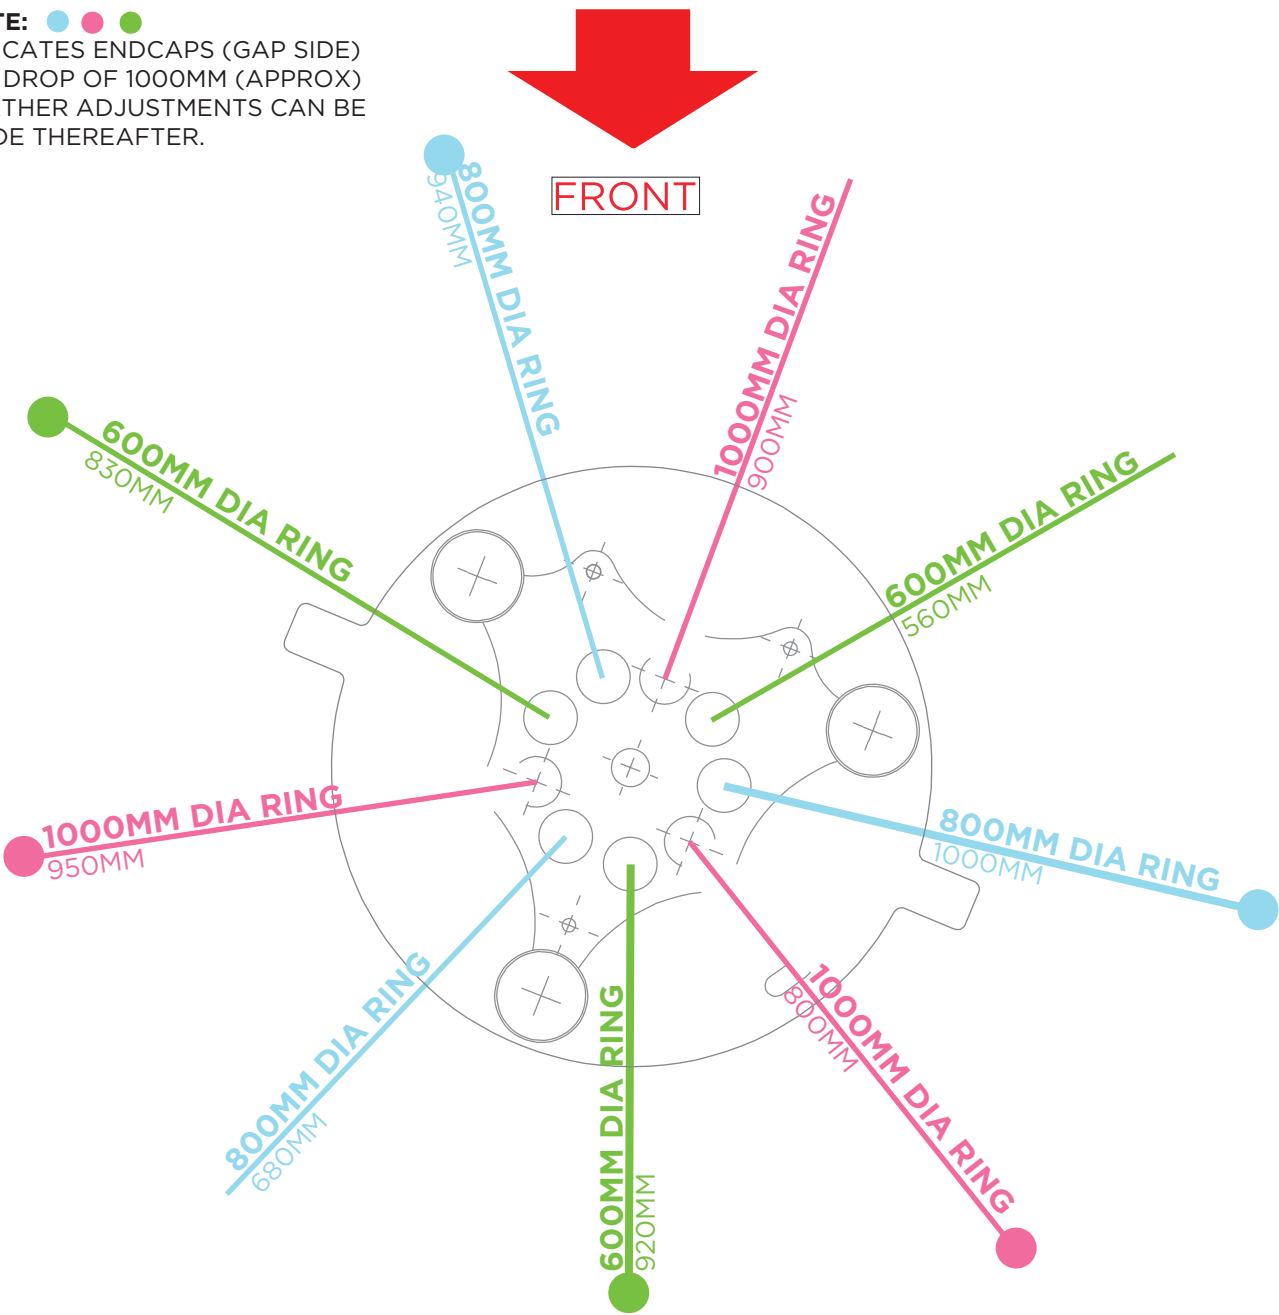 TE:
CATES ENDCAPS (GAP SIDE)
DROP OF 1000MM (APPROX)
THER ADJUSTMENTS CAN BE
DE THEREAFTER.
FRONT
800MM DIA RING
940MM
1000MM DIA RING
900MM
600MM DIA RING
830MM
600MM DIA RING
560MM
1000MM DIA RING
950MM
800MM DIA RING
1000MM
800MM DIA RING
680MM
600MM DIA RING
920MM
1000MM DIA RING
800MM